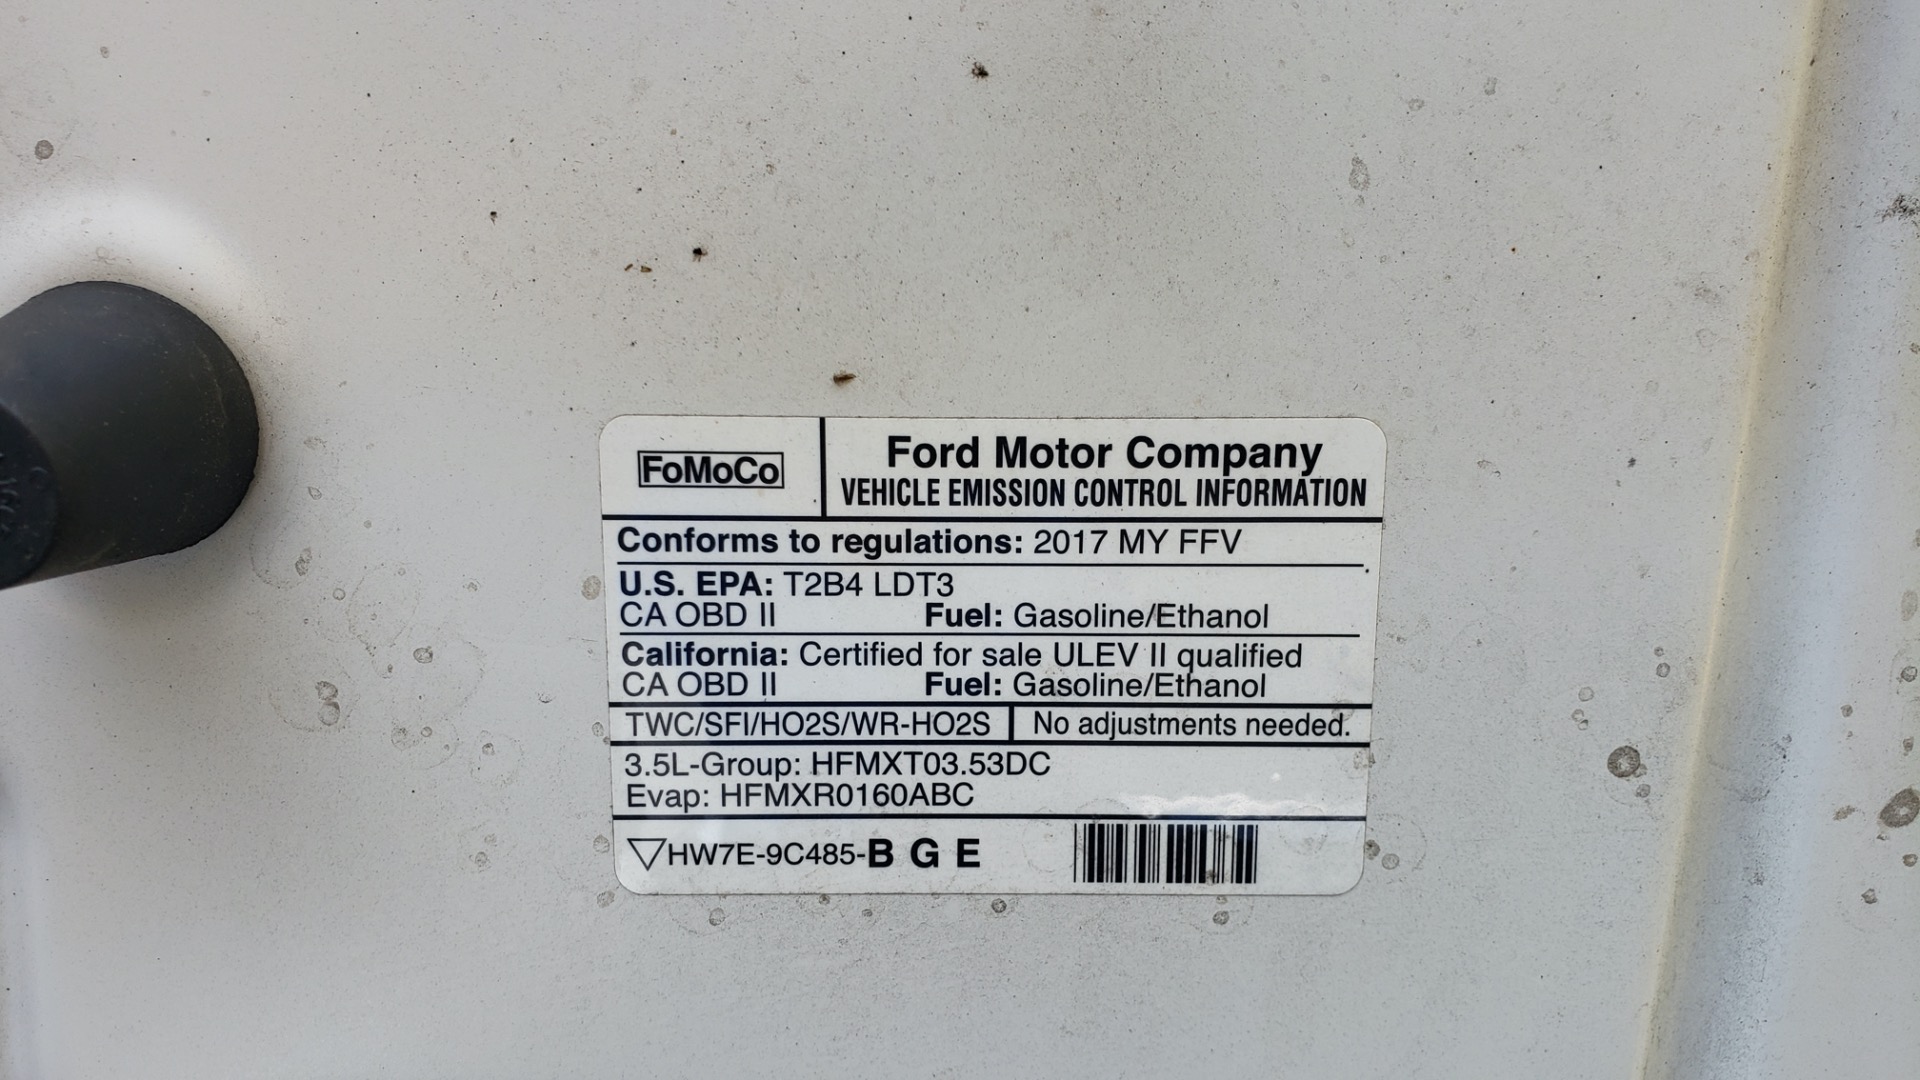 FoMoCo
Ford Motor Company
VEHICLE EMISSION CONTROL INFORMATION
Conforms to regulations: 2017 MY FFV
U.S. EPA: T2B4 LDT3
CA OBD II Fuel: Gasoline/Ethanol
California: Certified for sale ULEV II qualified
CA OBD II Fuel: Gasoline/Ethanol
TWC/SFI/HO2S/WR-HO2S No adjustments needed.
3.5L-Group: HFMXT03.53DC
Evap: HFMXR0160ABC
▽HW7E-9C485-B G E